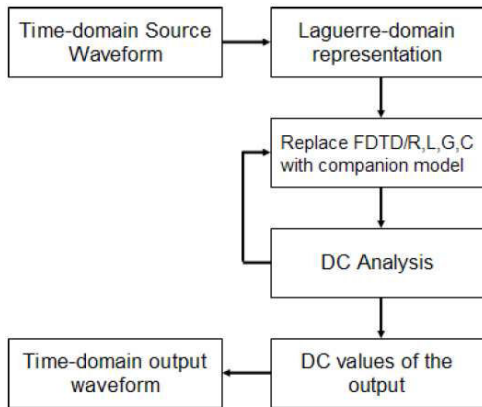 Time-domain Source
Waveform
Laguerre-domain
representation
Replace FDTD/R,L,G,C
with companion model
DC Analysis
Time-domain output
waveform
DC values of the
output